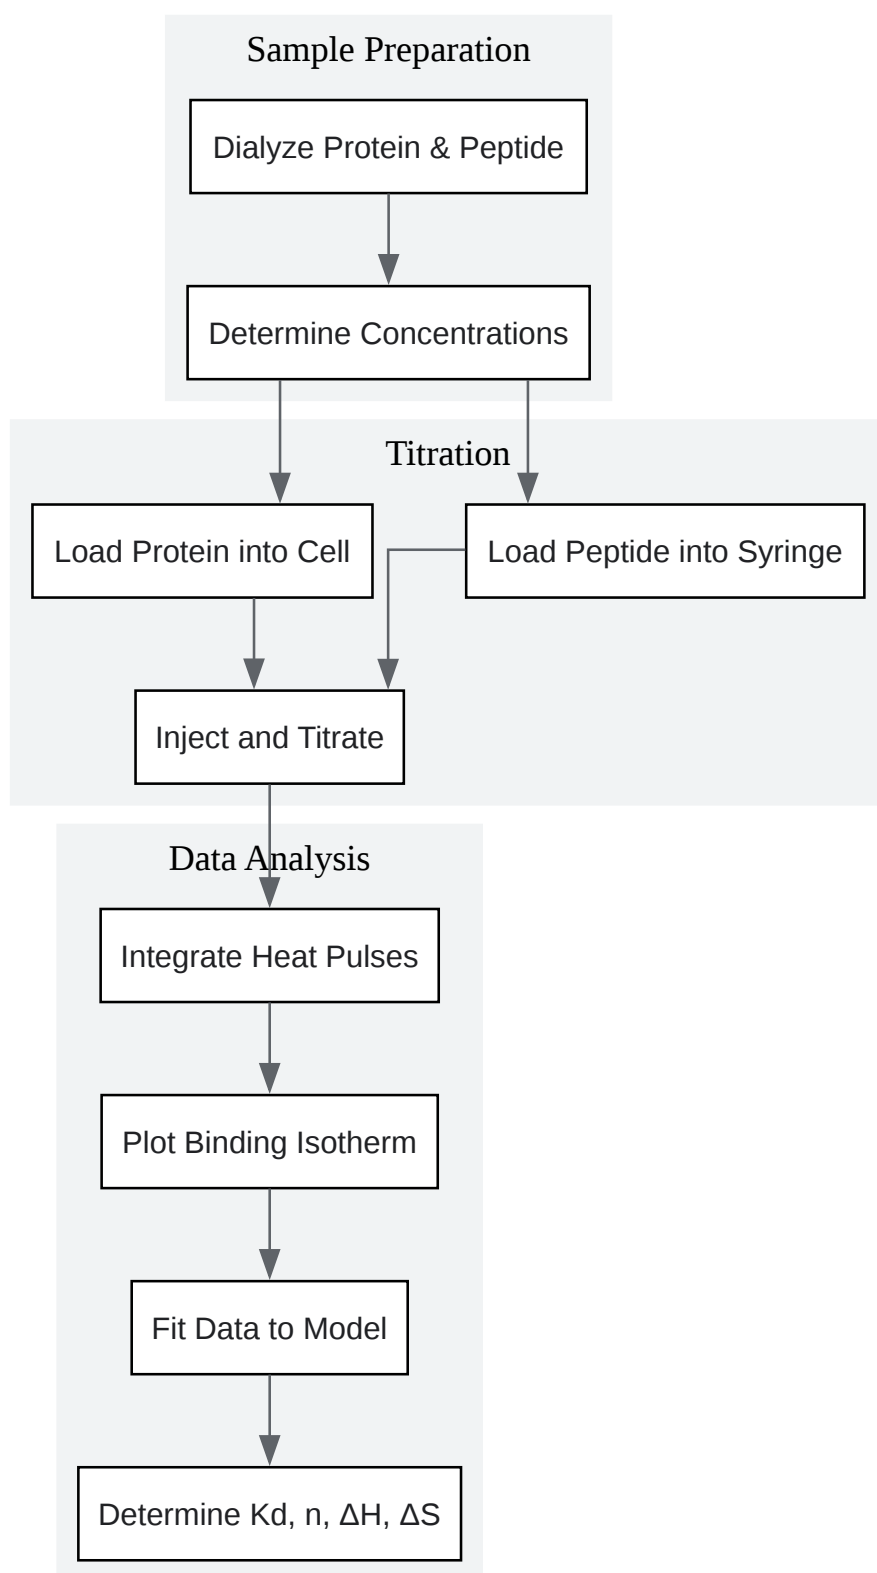 Sample Preparation
Dialyze Protein & Peptide
Determine Concentrations
Titration
Load Protein into Cell
Load Peptide into Syringe
Inject and Titrate
Data Analysis
Integrate Heat Pulses
Plot Binding Isotherm
Fit Data to Model
Determine Kd, n, ΔH, ΔS